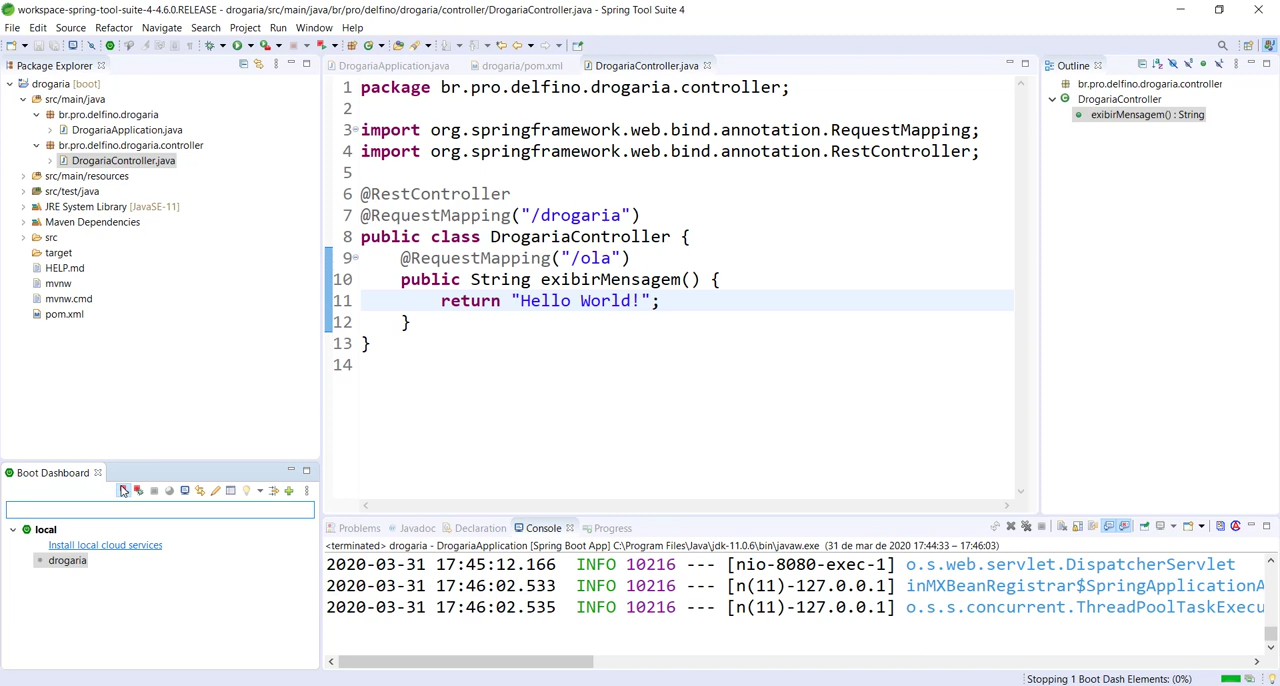 workspace-spring-tool-suite-4-4.6.0.RELEASE - drogaria/src/main/java/br/pro/delfino/drogaria/controller/DrogariaController.java - Spring Tool Suite 4
File Edit Source Refactor Navigate Search Project Run Window Help
Package Explorer
drogaria [boot]
src/main/java
br.pro.delfino.drogaria
DrogariaApplication.java
br.pro.delfino.drogaria.controller
DrogariaController.java
src/main/resources
src/test/java
JRE System Library [JavaSE-11]
Maven Dependencies
src
target
HELP.md
mvnw
mvnw.cmd
pom.xml
DrogariaApplication.java drogaria/pom.xml DrogariaController.java
1 package br.pro.delfino.drogaria.controller;
2
3 import org.springframework.web.bind.annotation.RequestMapping;
4 import org.springframework.web.bind.annotation.RestController;
5
6 @RestController
7 @RequestMapping("/drogaria")
8 public class DrogariaController {
9 @RequestMapping("/ola")
10 public String exibirMensagem() {
11 return "Hello World!";
12 }
13 }
14
Outline
br.pro.delfino.drogaria.controller
DrogariaController
exibirMensagem() : String
Boot Dashboard
local
Install local cloud services
drogaria
Problems Javadoc Declaration Console Progress
<terminated> drogaria - DrogariaApplication [Spring Boot App] C:\Program Files\Java\jdk-11.0.6\bin\javaw.exe (31 de mar de 2020 17:44:33 – 17:46:03)
2020-03-31 17:45:12.166 INFO 10216 --- [nio-8080-exec-1] o.s.web.servlet.DispatcherServlet
2020-03-31 17:46:02.533 INFO 10216 --- [n(11)-127.0.0.1] inMXBeanRegistrar$SpringApplicationA
2020-03-31 17:46:02.535 INFO 10216 --- [n(11)-127.0.0.1] o.s.s.concurrent.ThreadPoolTaskExecu
Stopping 1 Boot Dash Elements: (0%)